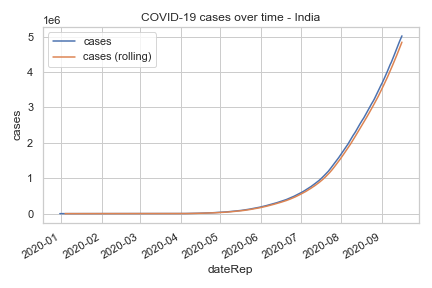 COVID-19 cases over time - India
1e6
cases
cases (rolling)
5
4
3
2
1
0
cases
2020-01
2020-02
2020-03
2020-04
2020-05
2020-06
2020-07
2020-08
2020-09
dateRep